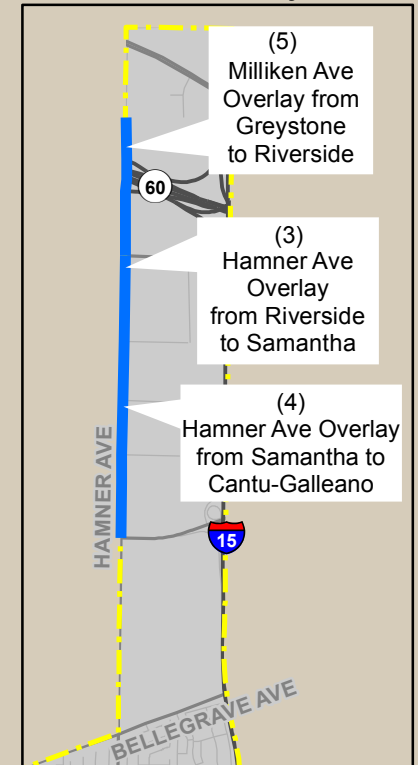 (5)
Milliken Ave
Overlay from
Greystone
to Riverside
60
(3)
Hamner Ave
Overlay
from Riverside
to Samantha
(4)
Hamner Ave Overlay
from Samantha to
Cantu-Galleano
HAMNER AVE
15
BELLEGRAVE AVE